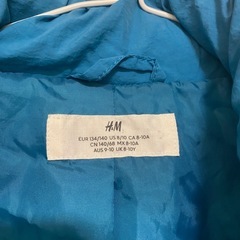 H&M
EUR 134/140 US 8/10 CA 8-10A
CN 140/68 MX 8-10A
AUS 9-10 UK 8-10Y